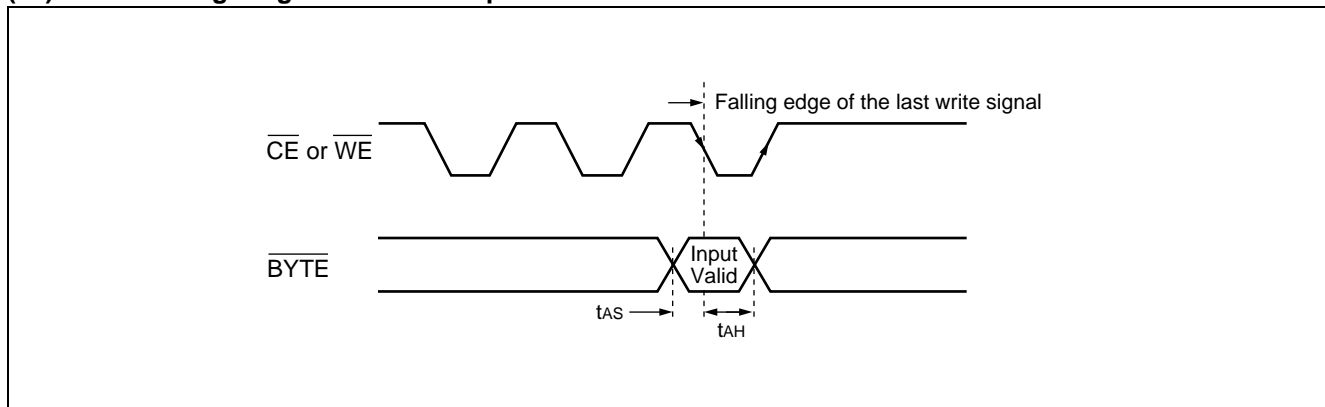 Falling edge of the last write signal
CE or WE
BYTE
Input
Valid
tAS
tAH